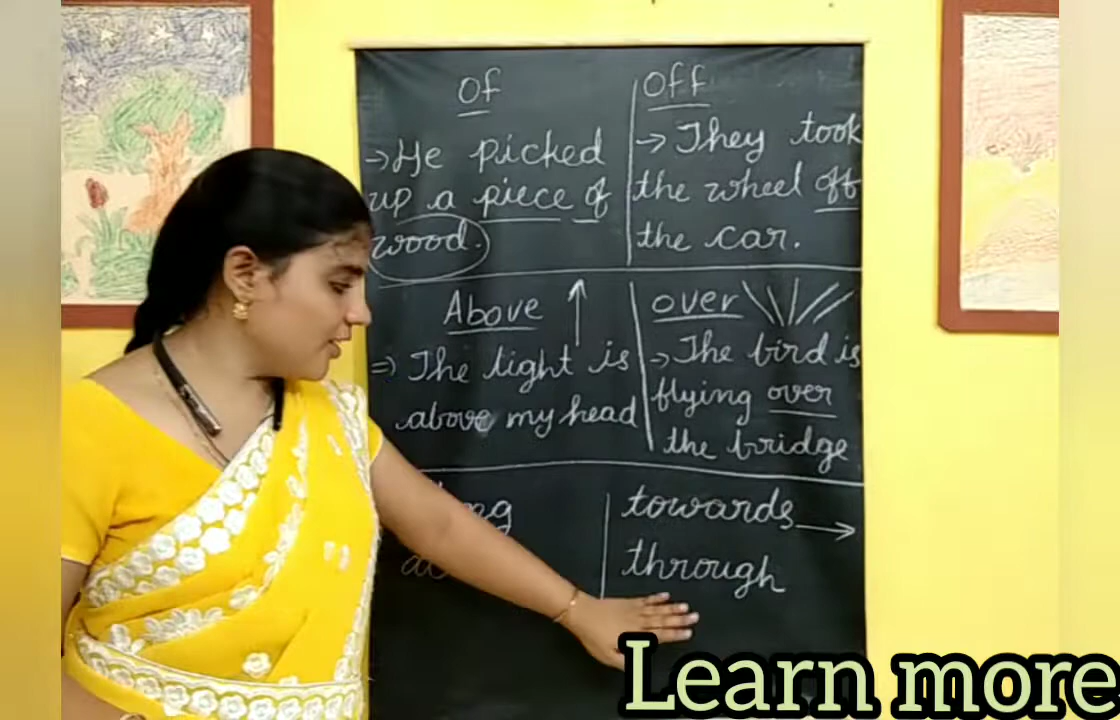 Of
→ He picked
up a piece of
wood.
Off
→ They took
the wheel off
the car.
Above
⇒ The light is
above my head
over
→ The bird is
flying over
the bridge
towards
through
Learn more